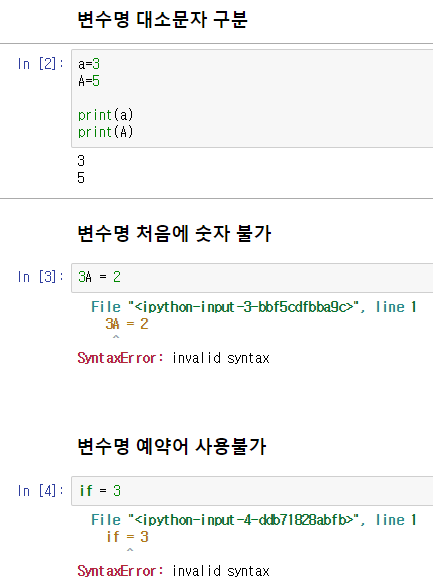 변수명 대소문자 구분
In [2]: a=3
A=5
print(a)
print(A)
3
5
변수명 처음에 숫자 불가
In [3]: 3A = 2
File "<ipython-input-3-bbf5cdfbba9c>", line 1
3A = 2
^
SyntaxError: invalid syntax
변수명 예약어 사용불가
In [4]: if = 3
File "<ipython-input-4-ddb71828abfb>", line 1
if = 3
^
SyntaxError: invalid syntax